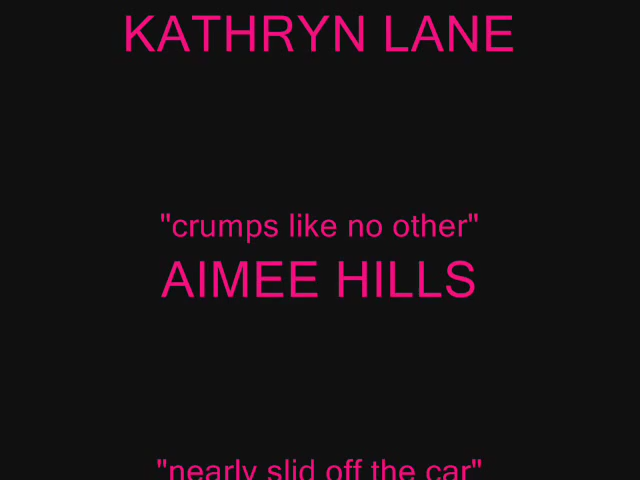 KATHRYN LANE
"crumps like no other"
AIMEE HILLS
"nearly slid off the car"